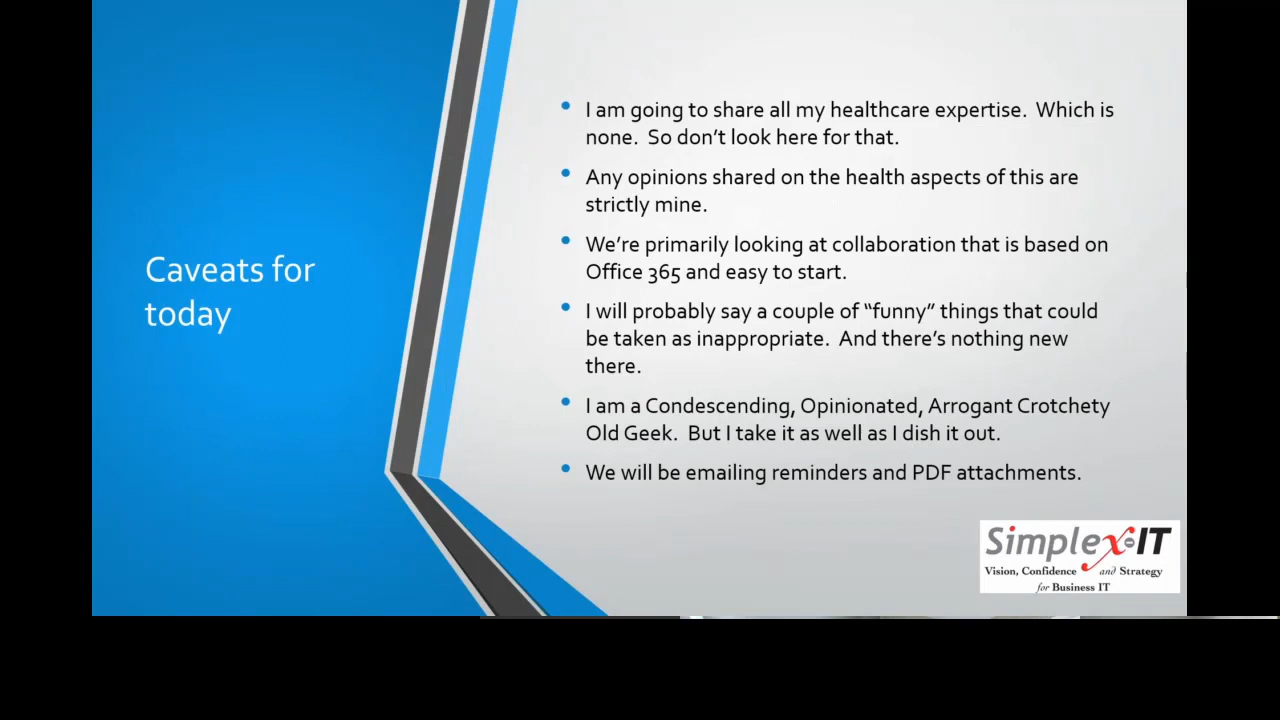 Caveats for
today
I am going to share all my healthcare expertise.  Which is
none.  So don't look here for that.
Any opinions shared on the health aspects of this are
strictly mine.
We're primarily looking at collaboration that is based on
Office 365 and easy to start.
I will probably say a couple of “funny” things that could
be taken as inappropriate.  And there's nothing new
there.
I am a Condescending, Opinionated, Arrogant Crotchety
Old Geek.  But I take it as well as I dish it out.
We will be emailing reminders and PDF attachments.
Simplex-IT
Vision, Confidence and Strategy
for Business IT